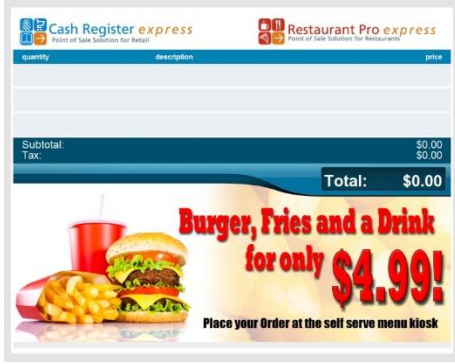 Cash Register express
Point of Sale Solution for Retail
Restaurant Pro express
Point of Sale Solution for Restaurants
quantity description price
Subtotal: $0.00
Tax: $0.00
Total: $0.00
Burger, Fries and a Drink
for only $4.99!
Place your Order at the self serve menu kiosk